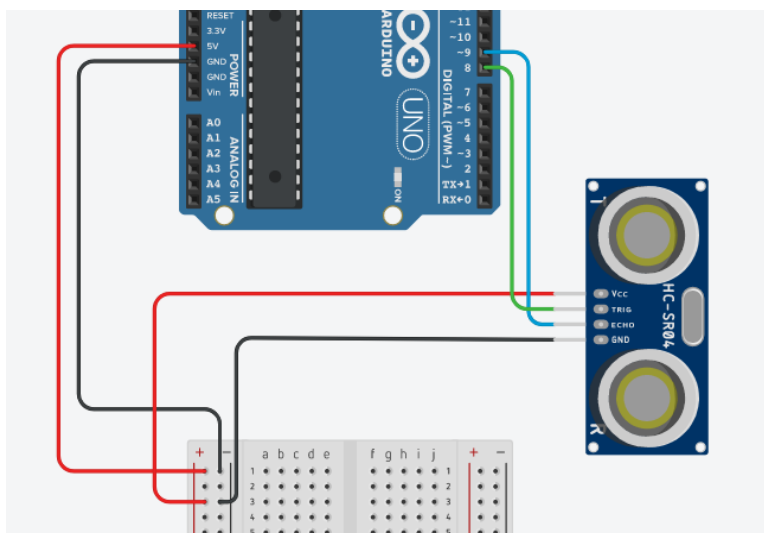 RESET
3.3V
5V
GND
GND
Vin
POWER
A0
A1
A2
A3
A4
A5
ANALOG IN
ARDUINO
UNO
ON
DIGITAL (PWM~)
~11
~10
~9
8
7
~6
~5
4
~3
2
TX→1
RX←0
T
HC-SR04
VCC
TRIG
ECHO
GND
R
+ − a b c d e f g h i j + −
1 1
2 2
3 3
4 4